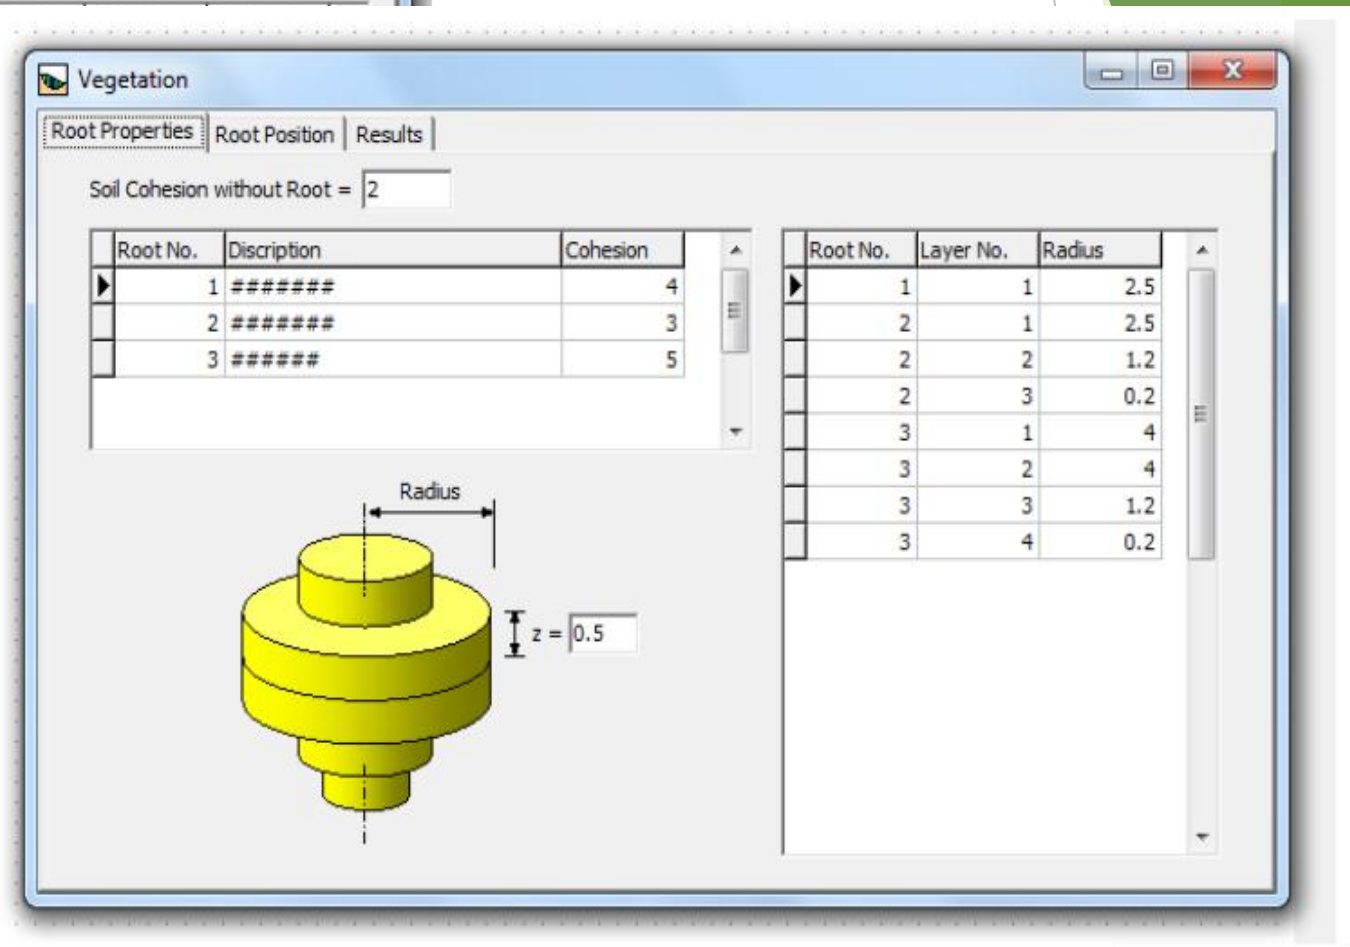 Vegetation
Root Properties Root Position Results
Soil Cohesion without Root = 2
Root No. Discription Cohesion
1 ####### 4
2 ####### 3
3 ###### 5
Root No. Layer No. Radius
1 1 2.5
2 1 2.5
2 2 1.2
2 3 0.2
3 1 4
3 2 4
3 3 1.2
3 4 0.2
Radius
z = 0.5